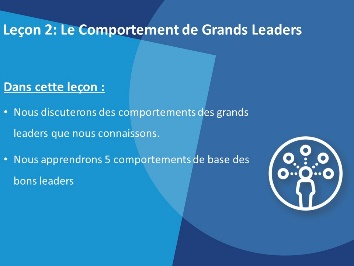 Leçon 2: Le Comportement de Grands Leaders
Dans cette leçon :
• Nous discuterons des comportements des grands
leaders que nous connaissons.
• Nous apprendrons 5 comportements de base des
bons leaders